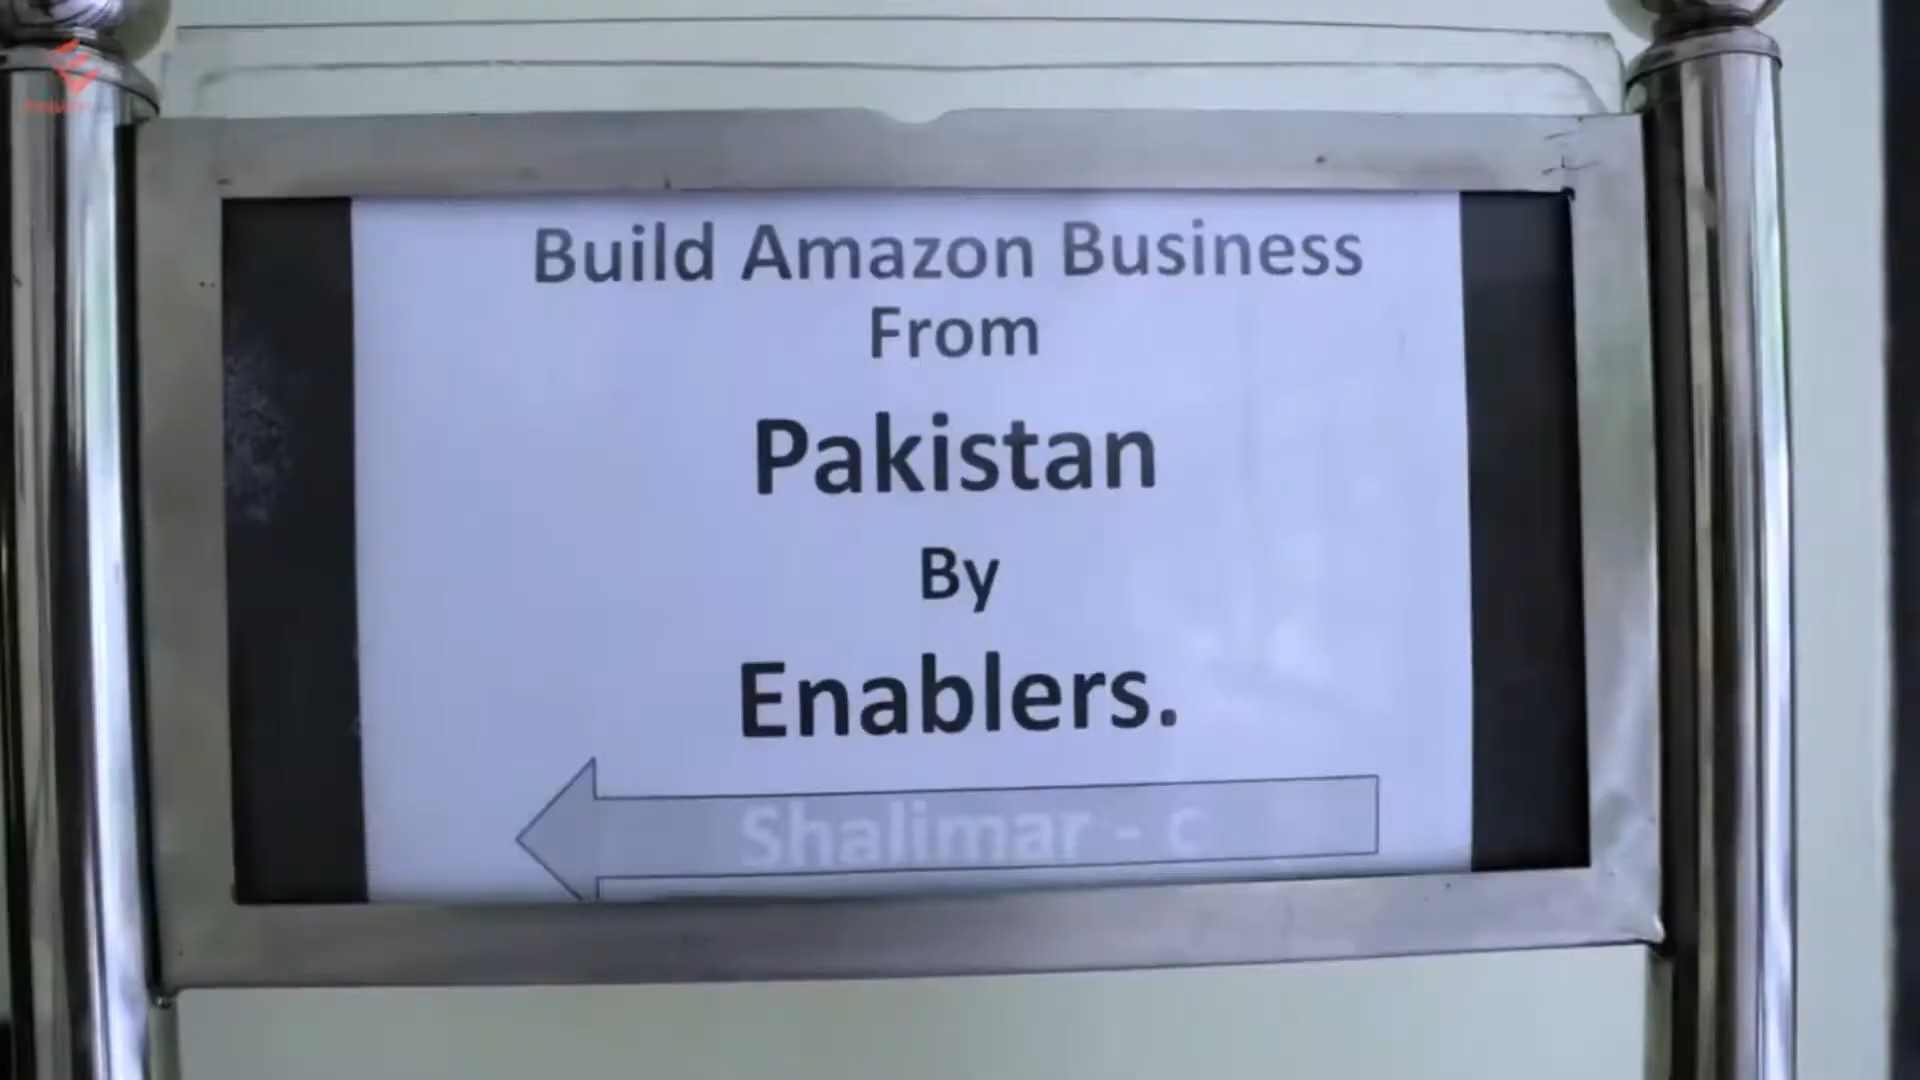 Build Amazon Business
From
Pakistan
By
Enablers.
Shalimar - C